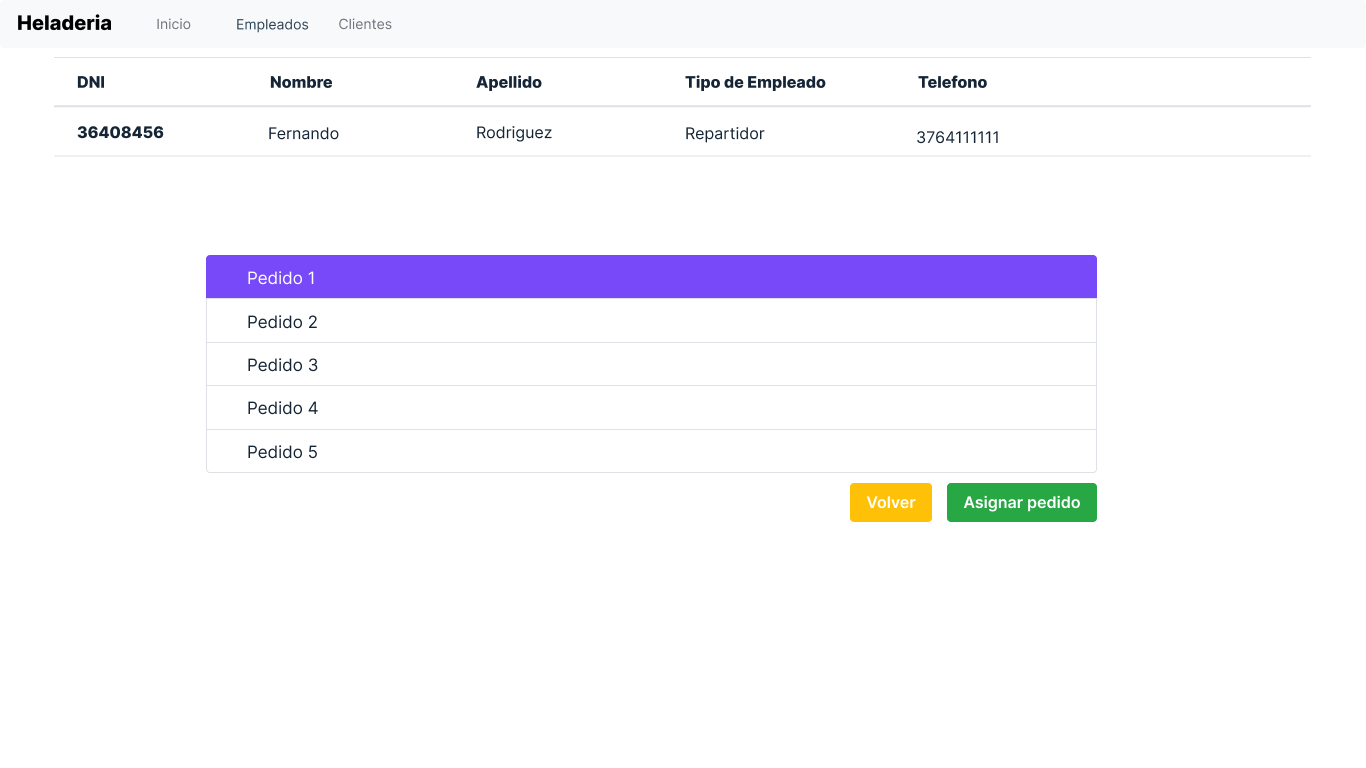 Heladeria Inicio Empleados Clientes
DNI Nombre Apellido Tipo de Empleado Telefono
36408456 Fernando Rodriguez Repartidor 3764111111
Pedido 1
Pedido 2
Pedido 3
Pedido 4
Pedido 5
Volver Asignar pedido